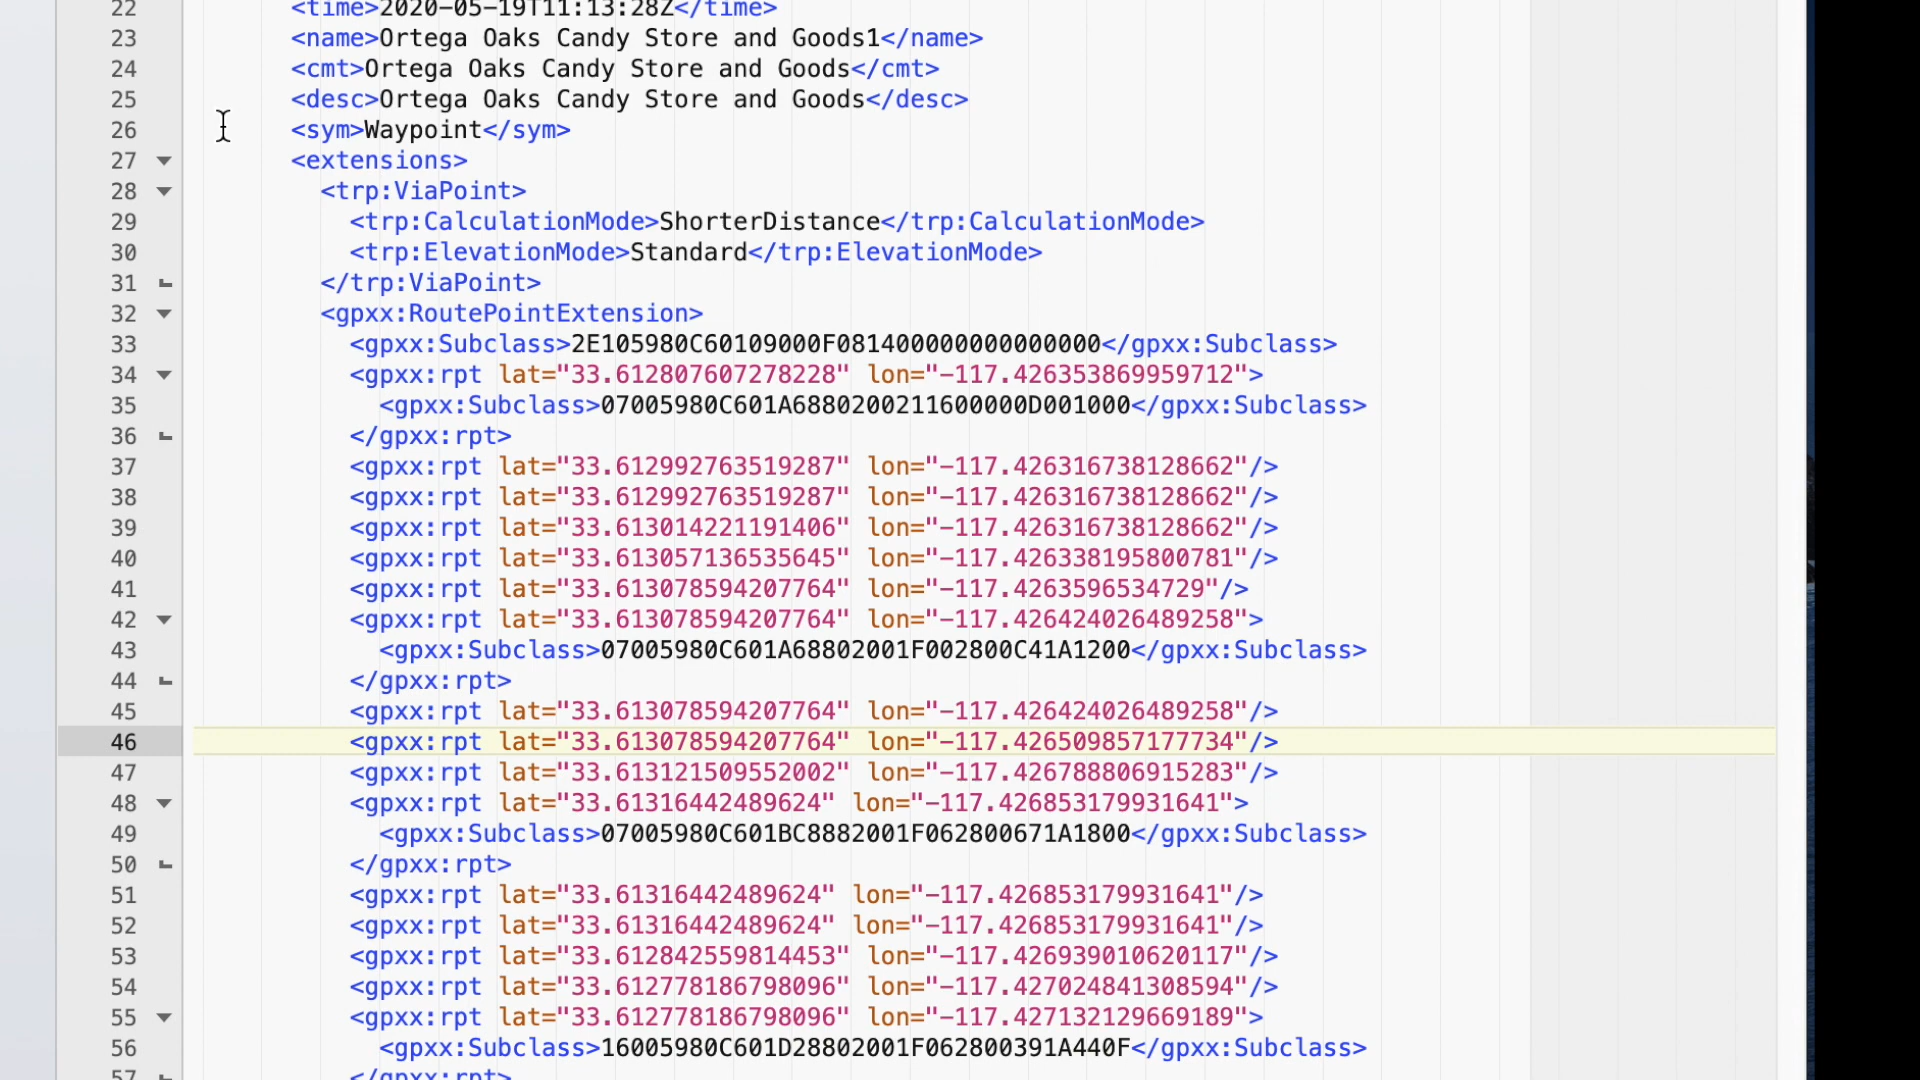 22 <time>2020-05-19T11:13:28Z</time>
23 <name>Ortega Oaks Candy Store and Goods1</name>
24 <cmt>Ortega Oaks Candy Store and Goods</cmt>
25 <desc>Ortega Oaks Candy Store and Goods</desc>
26 <sym>Waypoint</sym>
27 <extensions>
28 <trp:ViaPoint>
29 <trp:CalculationMode>ShorterDistance</trp:CalculationMode>
30 <trp:ElevationMode>Standard</trp:ElevationMode>
31 </trp:ViaPoint>
32 <gpxx:RoutePointExtension>
33 <gpxx:Subclass>2E105980C60109000F081400000000000000</gpxx:Subclass>
34 <gpxx:rpt lat="33.612807607278228" lon="-117.426353869959712">
35 <gpxx:Subclass>07005980C601A6880200211600000D001000</gpxx:Subclass>
36 </gpxx:rpt>
37 <gpxx:rpt lat="33.612992763519287" lon="-117.426316738128662"/>
38 <gpxx:rpt lat="33.612992763519287" lon="-117.426316738128662"/>
39 <gpxx:rpt lat="33.613014221191406" lon="-117.426316738128662"/>
40 <gpxx:rpt lat="33.613057136535645" lon="-117.426338195800781"/>
41 <gpxx:rpt lat="33.613078594207764" lon="-117.4263596534729"/>
42 <gpxx:rpt lat="33.613078594207764" lon="-117.426424026489258">
43 <gpxx:Subclass>07005980C601A68802001F002800C41A1200</gpxx:Subclass>
44 </gpxx:rpt>
45 <gpxx:rpt lat="33.613078594207764" lon="-117.426424026489258"/>
46 <gpxx:rpt lat="33.613078594207764" lon="-117.426509857177734"/>
47 <gpxx:rpt lat="33.613121509552002" lon="-117.426788806915283"/>
48 <gpxx:rpt lat="33.61316442489624" lon="-117.426853179931641">
49 <gpxx:Subclass>07005980C601BC8882001F062800671A1800</gpxx:Subclass>
50 </gpxx:rpt>
51 <gpxx:rpt lat="33.61316442489624" lon="-117.426853179931641"/>
52 <gpxx:rpt lat="33.61316442489624" lon="-117.426853179931641"/>
53 <gpxx:rpt lat="33.612842559814453" lon="-117.426939010620117"/>
54 <gpxx:rpt lat="33.612778186798096" lon="-117.427024841308594"/>
55 <gpxx:rpt lat="33.612778186798096" lon="-117.427132129669189">
56 <gpxx:Subclass>16005980C601D28802001F062800391A440F</gpxx:Subclass>
57 </gpxx:rpt>